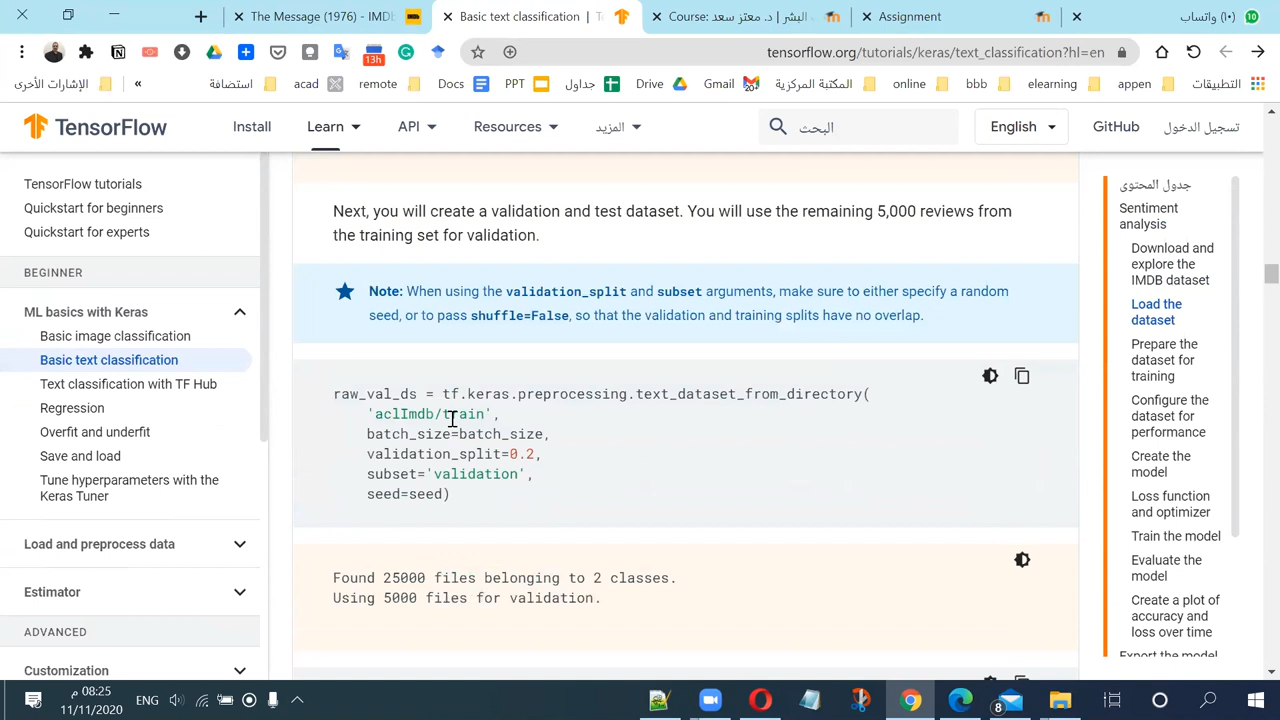 The Message (1976) - IMDb
Basic text classification | T
Course: البشر | د. معتز سعد
Assignment
(١٠) واتساب
10
tensorflow.org/tutorials/keras/text_classification?hl=en
13h
الإشارات الأخرى
«
استضافة
acad
remote
Docs
PPT
جداول
Drive
Gmail
المكتبة المركزية
online
bbb
elearning
appen
التطبيقات
TensorFlow
Install
Learn
API
Resources
المزيد
البحث
English
GitHub
تسجيل الدخول
TensorFlow tutorials
Quickstart for beginners
Quickstart for experts
BEGINNER
ML basics with Keras
Basic image classification
Basic text classification
Text classification with TF Hub
Regression
Overfit and underfit
Save and load
Tune hyperparameters with the
Keras Tuner
Load and preprocess data
Estimator
ADVANCED
Customization
Next, you will create a validation and test dataset. You will use the remaining 5,000 reviews from
the training set for validation.
Note: When using the validation_split and subset arguments, make sure to either specify a random
seed, or to pass shuffle=False, so that the validation and training splits have no overlap.
raw_val_ds = tf.keras.preprocessing.text_dataset_from_directory(
'aclImdb/train',
batch_size=batch_size,
validation_split=0.2,
subset='validation',
seed=seed)
Found 25000 files belonging to 2 classes.
Using 5000 files for validation.
جدول المحتوى
Sentiment
analysis
Download and
explore the
IMDB dataset
Load the
dataset
Prepare the
dataset for
training
Configure the
dataset for
performance
Create the
model
Loss function
and optimizer
Train the model
Evaluate the
model
Create a plot of
accuracy and
loss over time
Export the model
08:25 م
11/11/2020
ENG
8